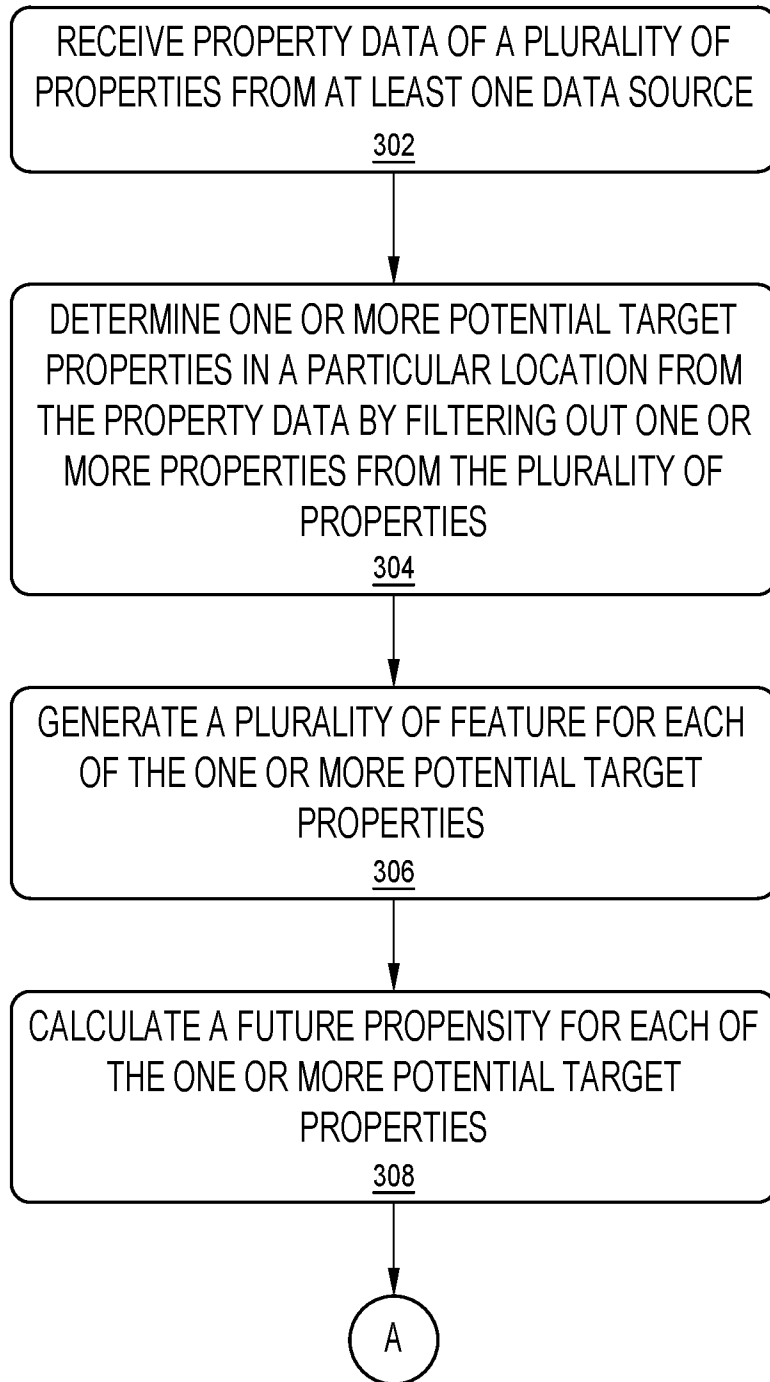 RECEIVE PROPERTY DATA OF A PLURALITY OF
PROPERTIES FROM AT LEAST ONE DATA SOURCE
302
DETERMINE ONE OR MORE POTENTIAL TARGET
PROPERTIES IN A PARTICULAR LOCATION FROM
THE PROPERTY DATA BY FILTERING OUT ONE OR
MORE PROPERTIES FROM THE PLURALITY OF
PROPERTIES
304
GENERATE A PLURALITY OF FEATURE FOR EACH
OF THE ONE OR MORE POTENTIAL TARGET
PROPERTIES
306
CALCULATE A FUTURE PROPENSITY FOR EACH OF
THE ONE OR MORE POTENTIAL TARGET
PROPERTIES
308
A